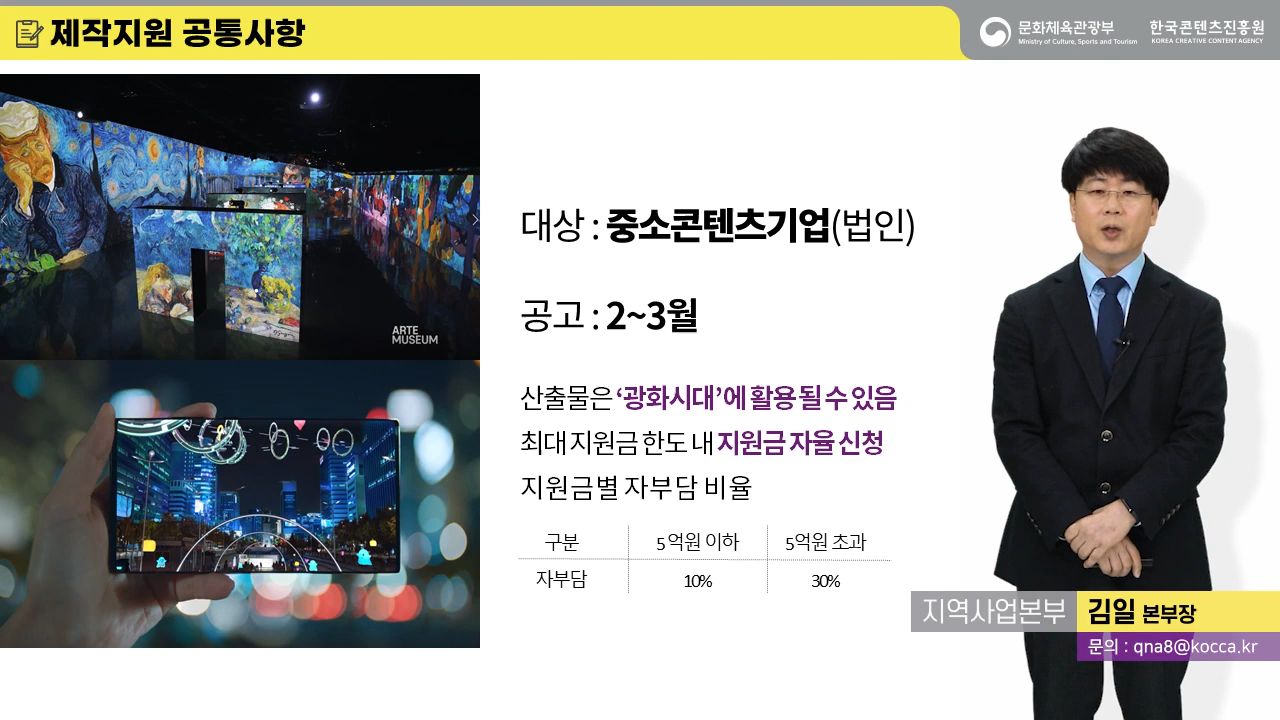 제작지원 공통사항
문화체육관광부
Ministry of Culture, Sports and Tourism
한국콘텐츠진흥원
KOREA CREATIVE CONTENT AGENCY
대상 : 중소콘텐츠기업(법인)
공고 : 2~3월
산출물은 ‘광화시대’에 활용 될 수 있음
최대 지원금 한도 내 지원금 자율 신청
지원금별 자부담 비율
구분 5억원 이하 5억원 초과
자부담 10% 30%
ARTE
MUSEUM
지역사업본부 김일 본부장
문의 : qna8@kocca.kr